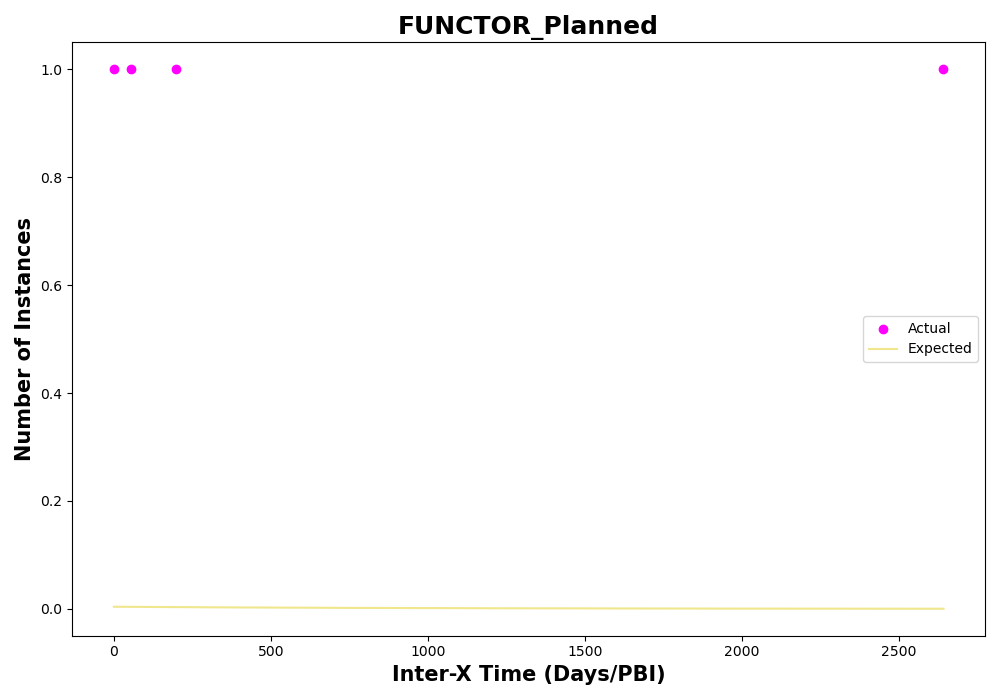 FUNCTOR_Planned
1.0
0.8
0.6
0.4
0.2
0.0
Number of Instances
Actual
Expected
0
500
1000
1500
2000
2500
Inter-X Time (Days/PBI)